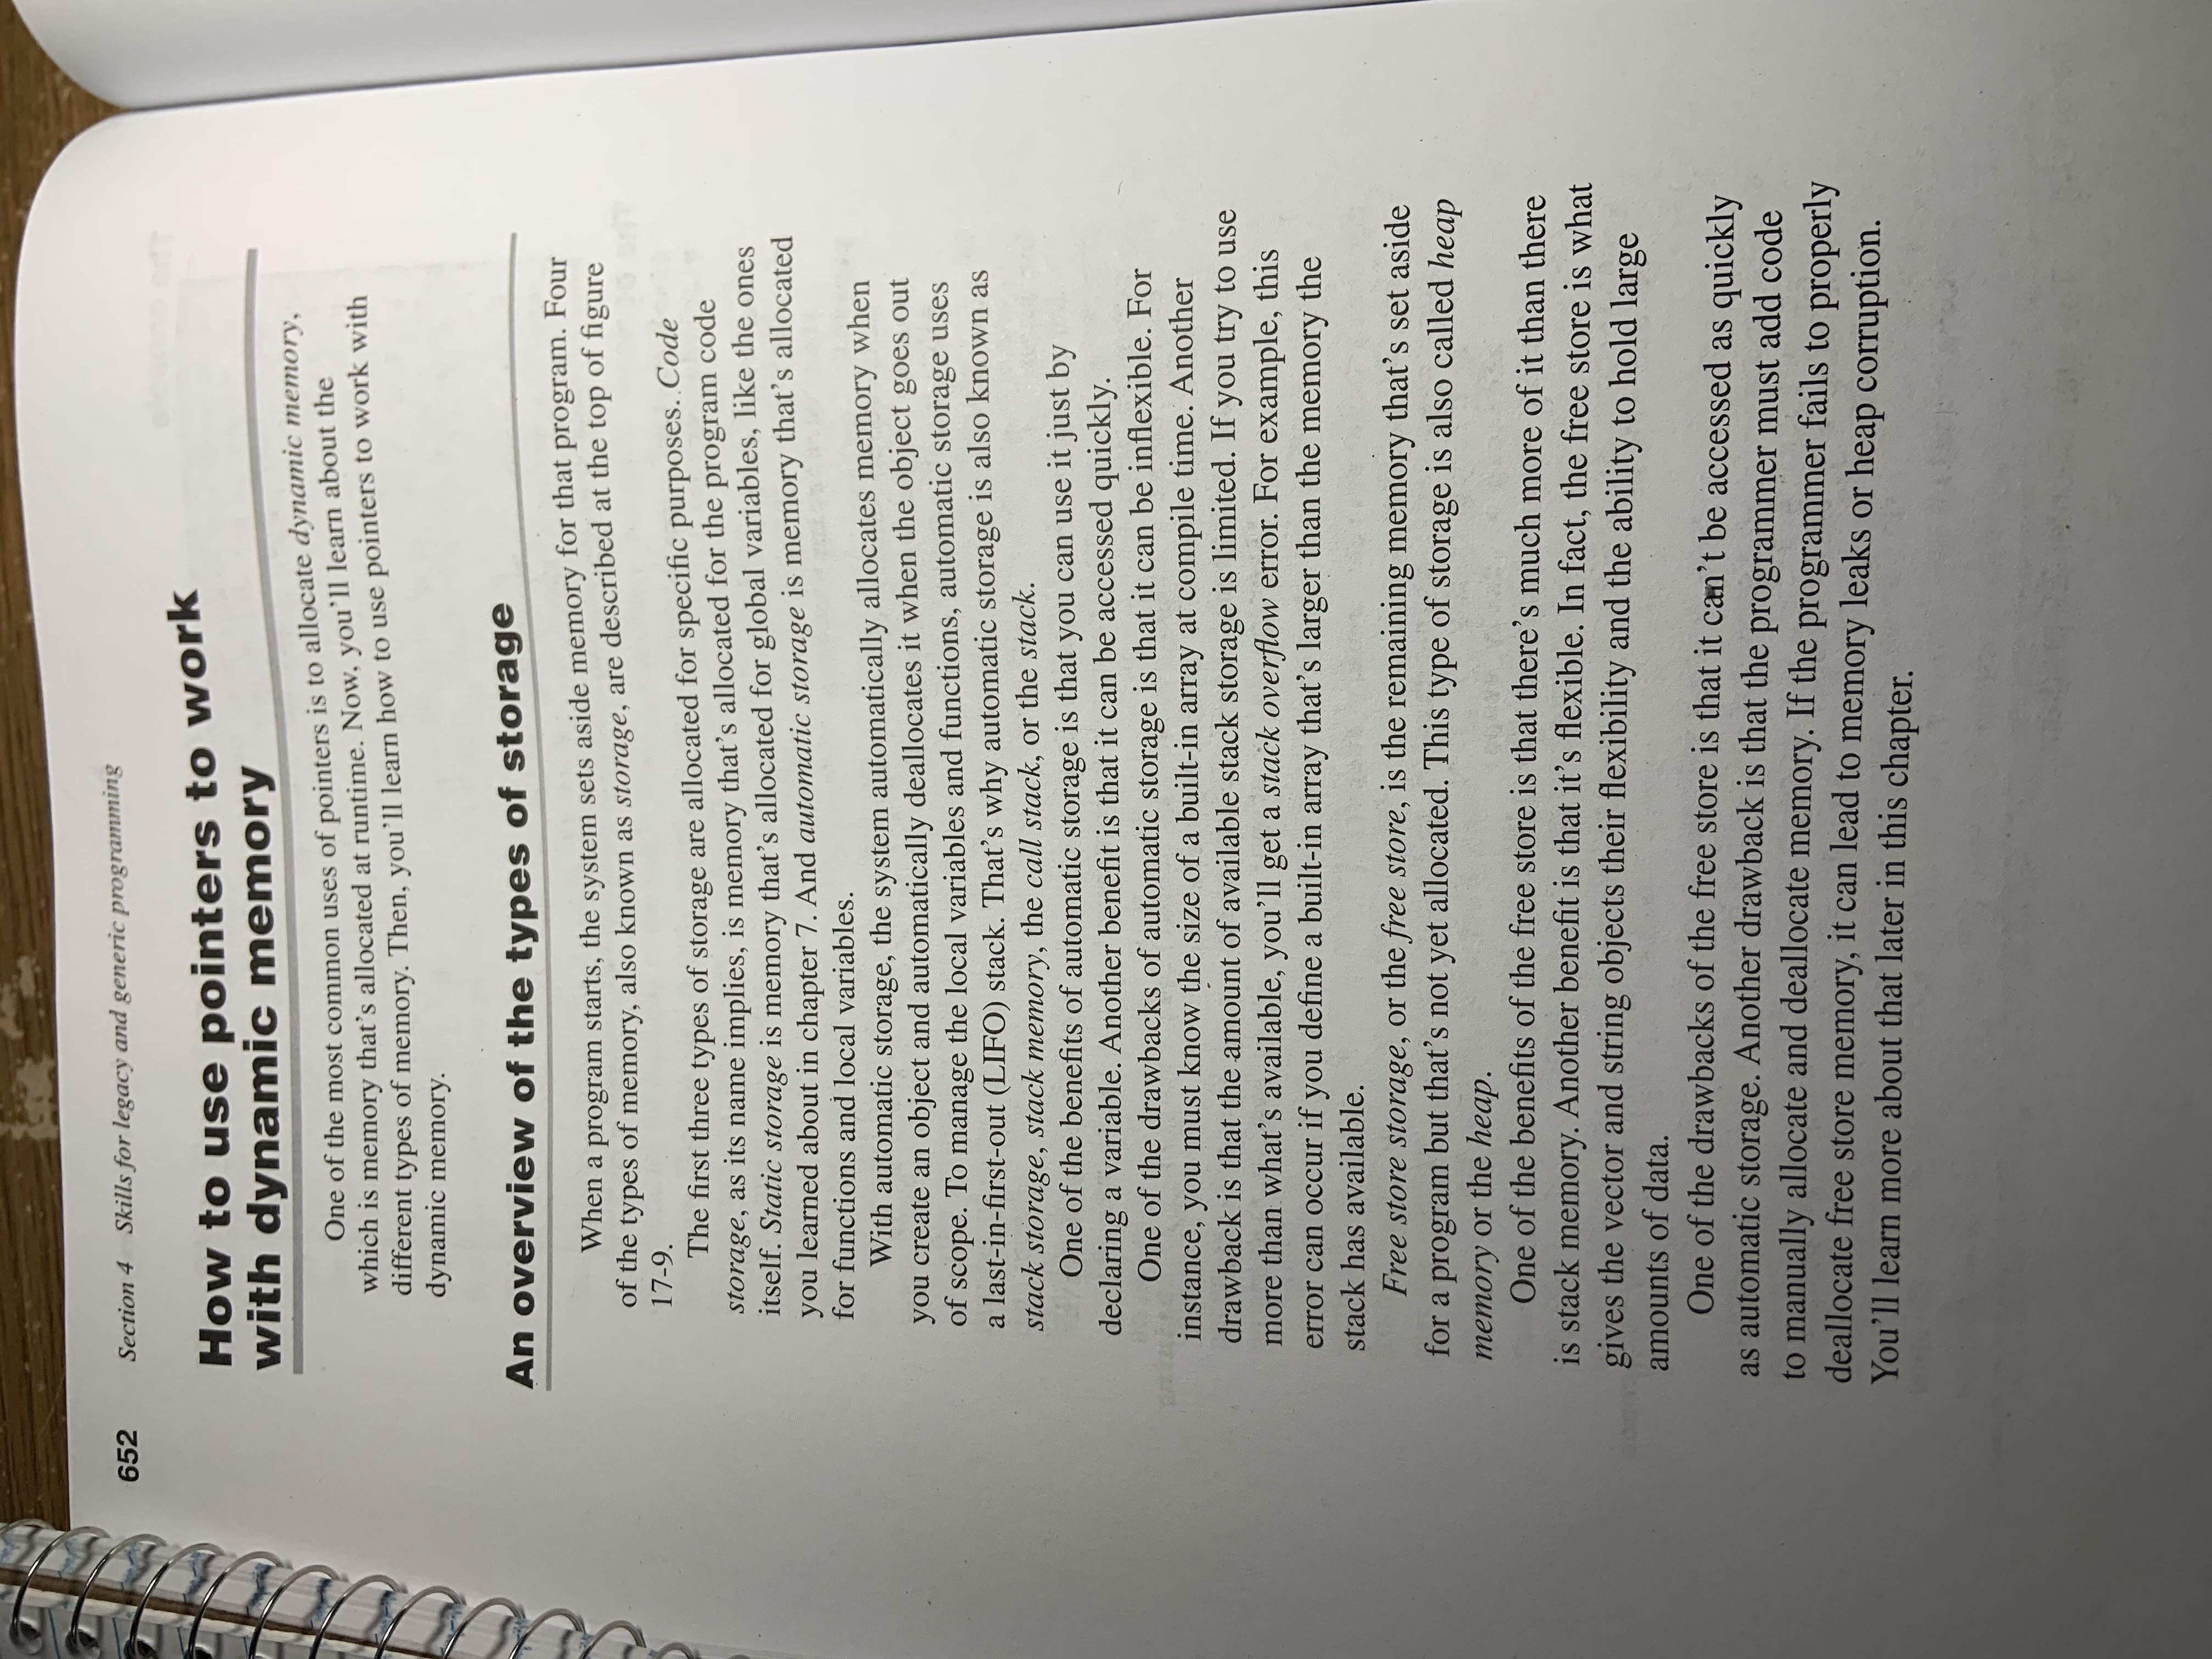 652 Section 4 Skills for legacy and generic programming
How to use pointers to work
with dynamic memory
One of the most common uses of pointers is to allocate dynamic memory,
which is memory that's allocated at runtime. Now, you'll learn about the
different types of memory. Then, you'll learn how to use pointers to work with
dynamic memory.
An overview of the types of storage
When a program starts, the system sets aside memory for that program. Four
of the types of memory, also known as storage, are described at the top of figure
17-9.
The first three types of storage are allocated for specific purposes. Code
storage, as its name implies, is memory that's allocated for the program code
itself. Static storage is memory that's allocated for global variables, like the ones
you learned about in chapter 7. And automatic storage is memory that's allocated
for functions and local variables.
With automatic storage, the system automatically allocates memory when
you create an object and automatically deallocates it when the object goes out
of scope. To manage the local variables and functions, automatic storage uses
a last-in-first-out (LIFO) stack. That's why automatic storage is also known as
stack storage, stack memory, the call stack, or the stack.
One of the benefits of automatic storage is that you can use it just by
declaring a variable. Another benefit is that it can be accessed quickly.
One of the drawbacks of automatic storage is that it can be inflexible. For
instance, you must know the size of a built-in array at compile time. Another
drawback is that the amount of available stack storage is limited. If you try to use
more than what's available, you'll get a stack overflow error. For example, this
error can occur if you define a built-in array that's larger than the memory the
stack has available.
Free store storage, or the free store, is the remaining memory that's set aside
for a program but that's not yet allocated. This type of storage is also called heap
memory or the heap.
One of the benefits of the free store is that there's much more of it than there
is stack memory. Another benefit is that it's flexible. In fact, the free store is what
gives the vector and string objects their flexibility and the ability to hold large
amounts of data.
One of the drawbacks of the free store is that it can't be accessed as quickly
as automatic storage. Another drawback is that the programmer must add code
to manually allocate and deallocate memory. If the programmer fails to properly
deallocate free store memory, it can lead to memory leaks or heap corruption.
You'll learn more about that later in this chapter.